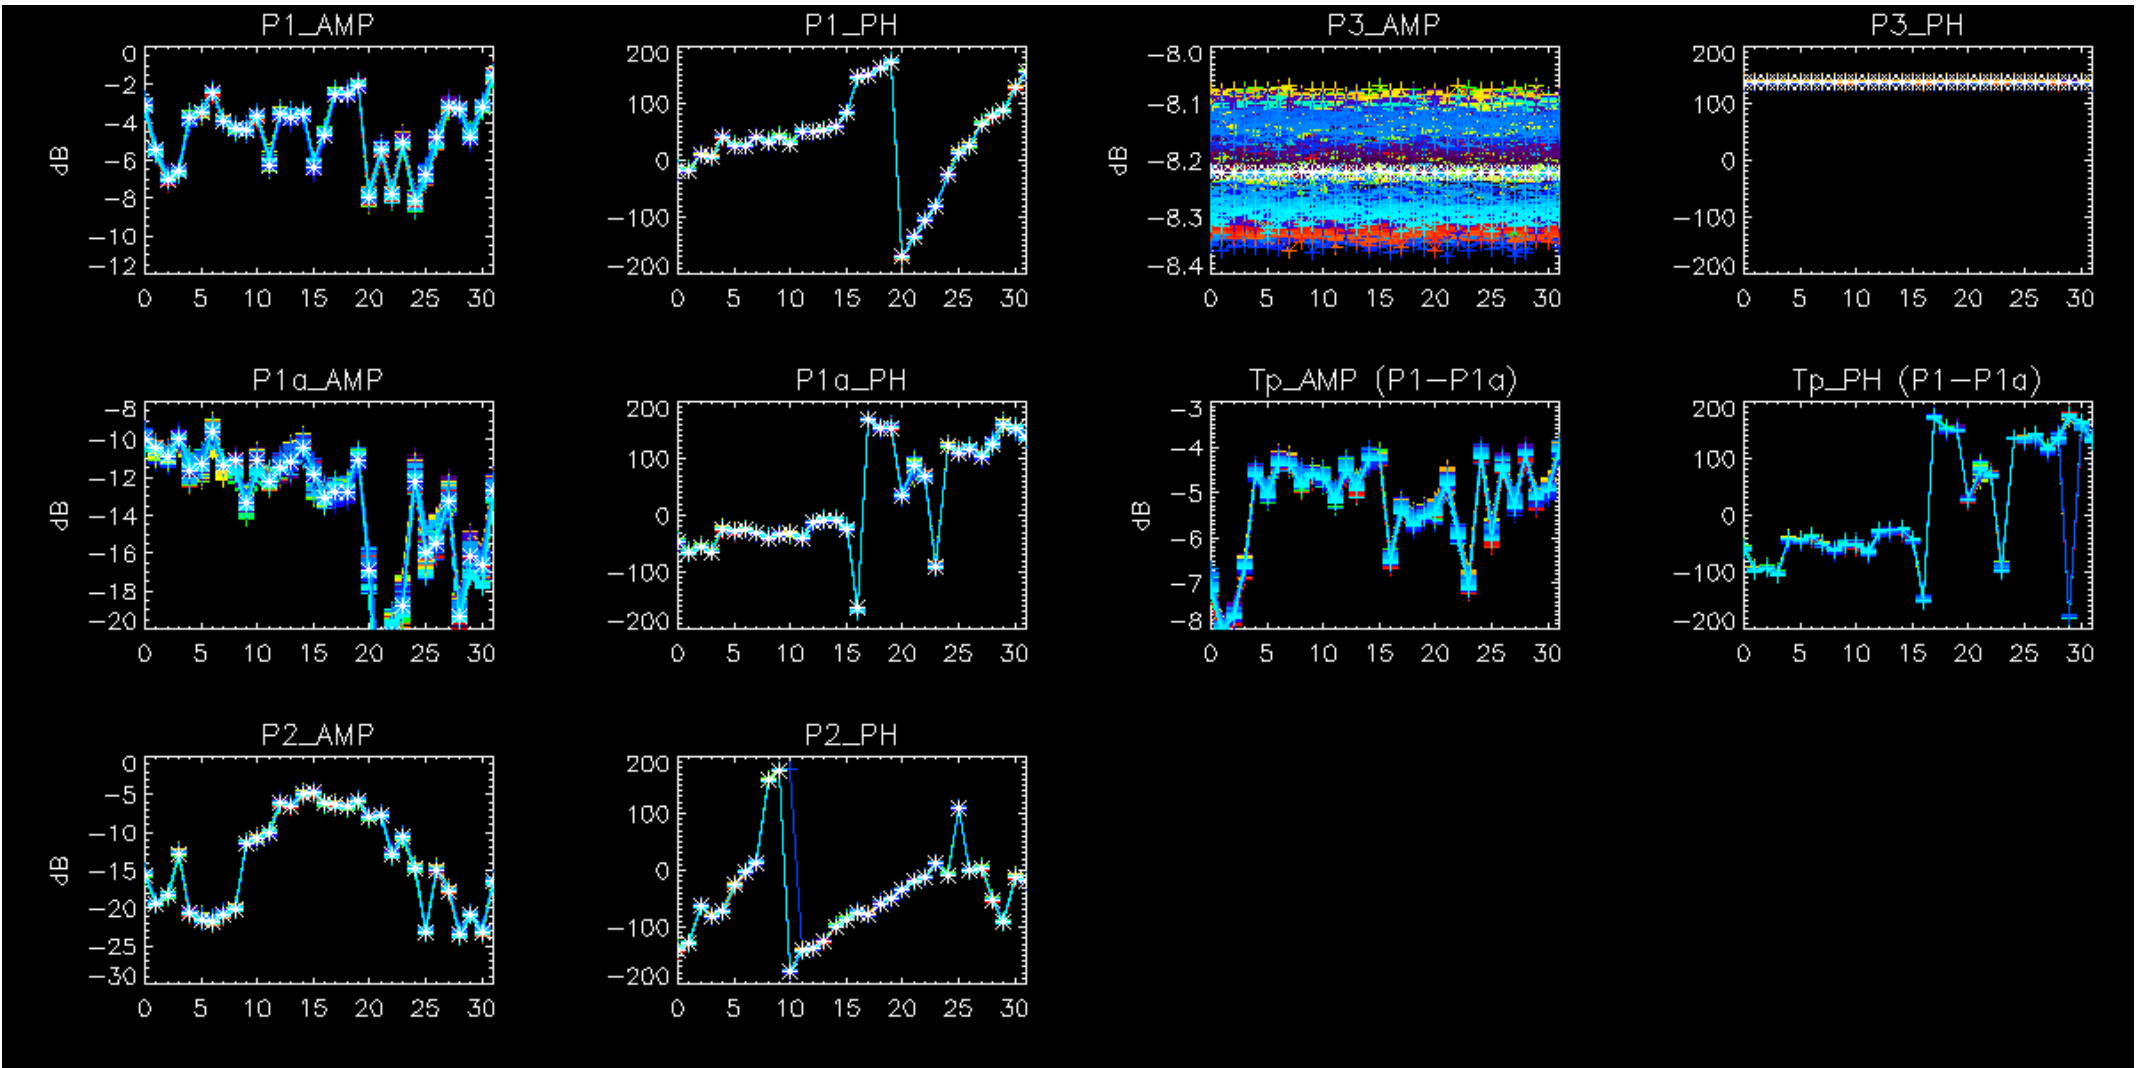 P1_AMP
0
−2
−4
−6
−8
−10
−12
dB
0 5 10 15 20 25 30
P1_PH
200
100
0
−100
−200
0 5 10 15 20 25 30
P3_AMP
−8.0
−8.1
−8.2
−8.3
−8.4
dB
0 5 10 15 20 25 30
P3_PH
200
100
0
−100
−200
0 5 10 15 20 25 30
P1a_AMP
−8
−10
−12
−14
−16
−18
−20
dB
0 5 10 15 20 25 30
P1a_PH
200
100
0
−100
−200
0 5 10 15 20 25 30
Tp_AMP (P1−P1a)
−3
−4
−5
−6
−7
−8
dB
0 5 10 15 20 25 30
Tp_PH (P1−P1a)
200
100
0
−100
−200
0 5 10 15 20 25 30
P2_AMP
0
−5
−10
−15
−20
−25
−30
dB
0 5 10 15 20 25 30
P2_PH
200
100
0
−100
−200
0 5 10 15 20 25 30